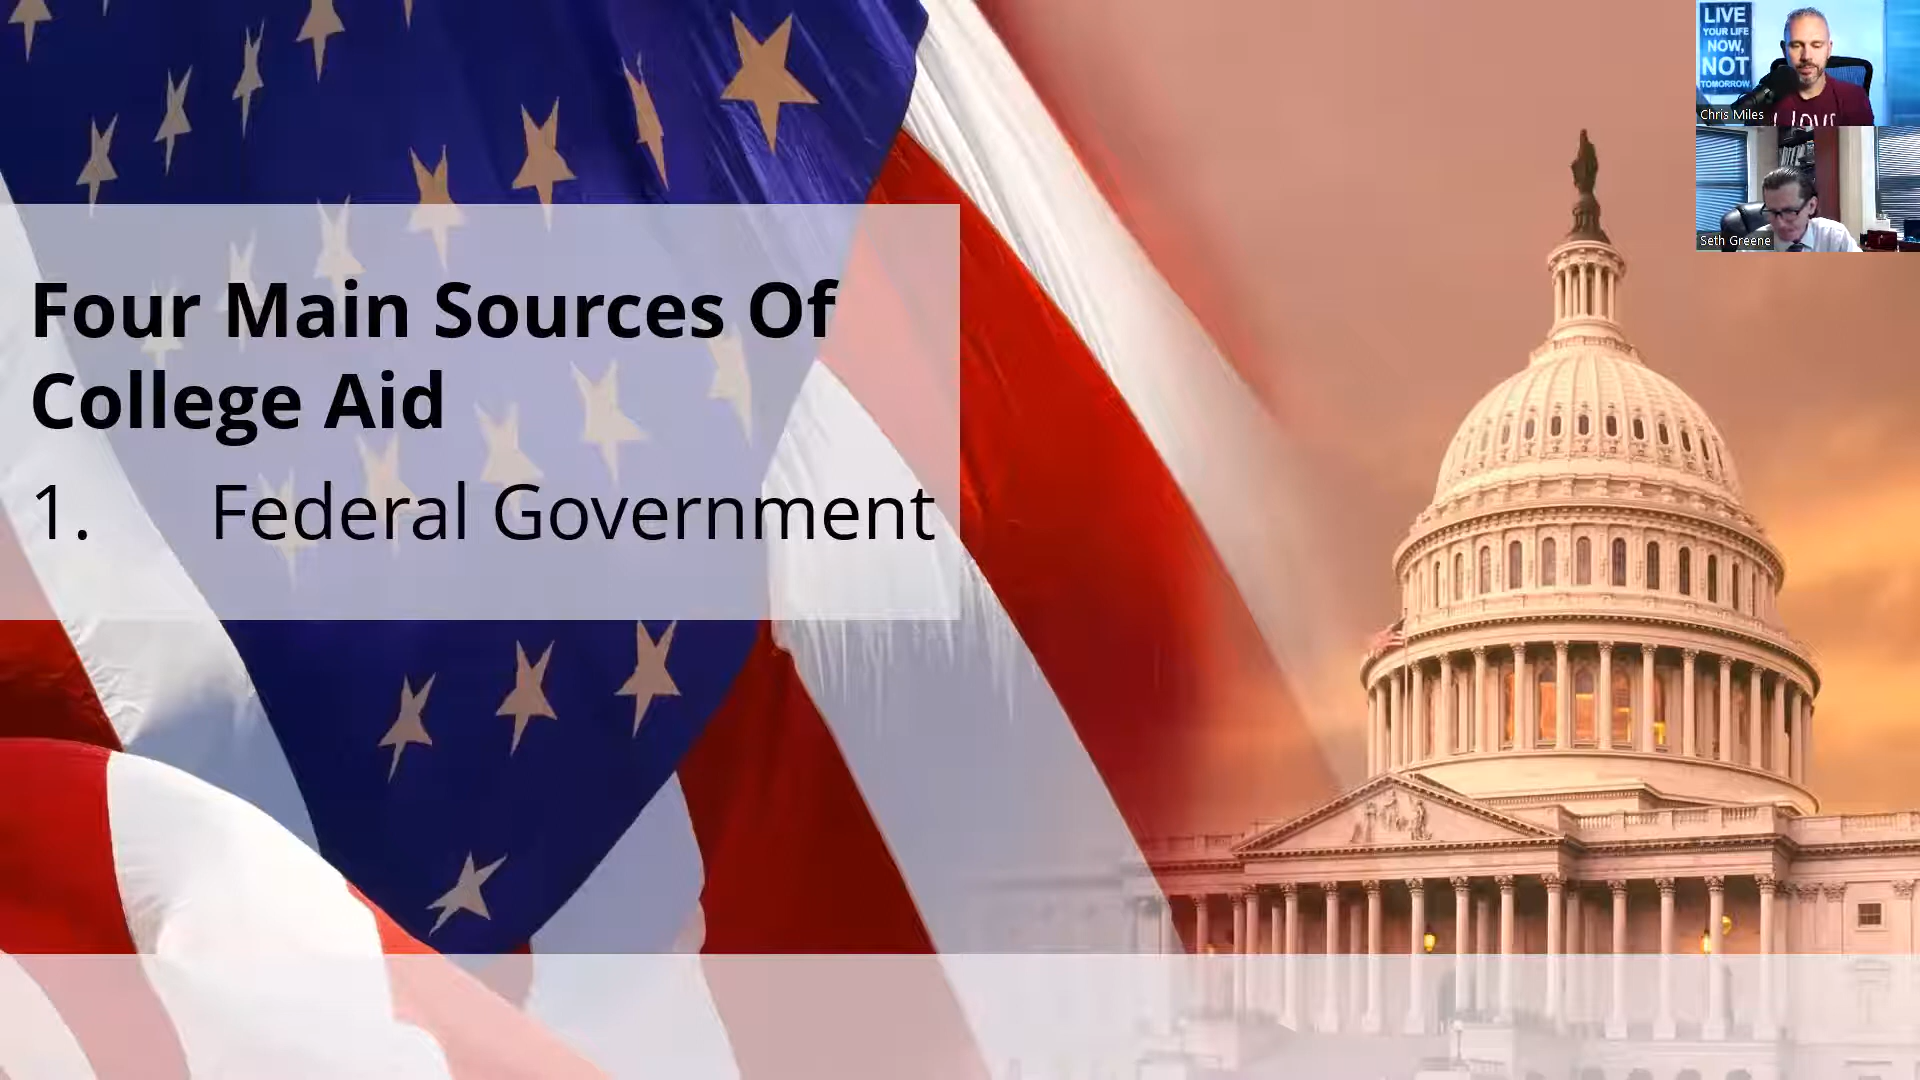 Four Main Sources Of
College Aid
1. Federal Government
LIVE
YOUR LIFE
NOW,
NOT
TOMORROW
Chris Miles
I love
Seth Greene